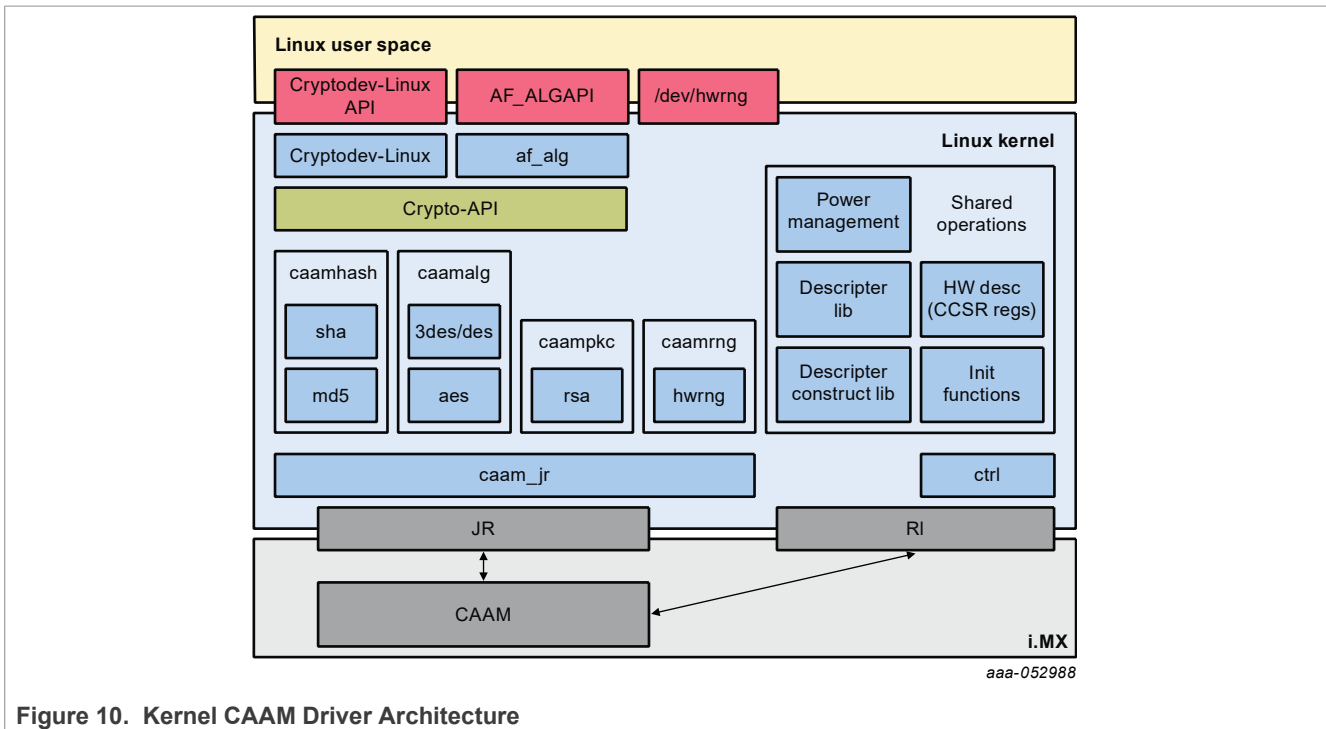 Linux user space
Cryptodev-Linux
API
AF_ALGAPI
/dev/hwrng
Linux kernel
Cryptodev-Linux
af_alg
Crypto-API
Power
management
Shared
operations
caamhash
caamalg
sha
3des/des
Descripter
lib
HW desc
(CCSR regs)
caampkc
caamrng
md5
aes
rsa
hwrng
Descripter
construct lib
Init
functions
caam_jr
ctrl
JR
RI
CAAM
i.MX
aaa-052988
Figure 10. Kernel CAAM Driver Architecture